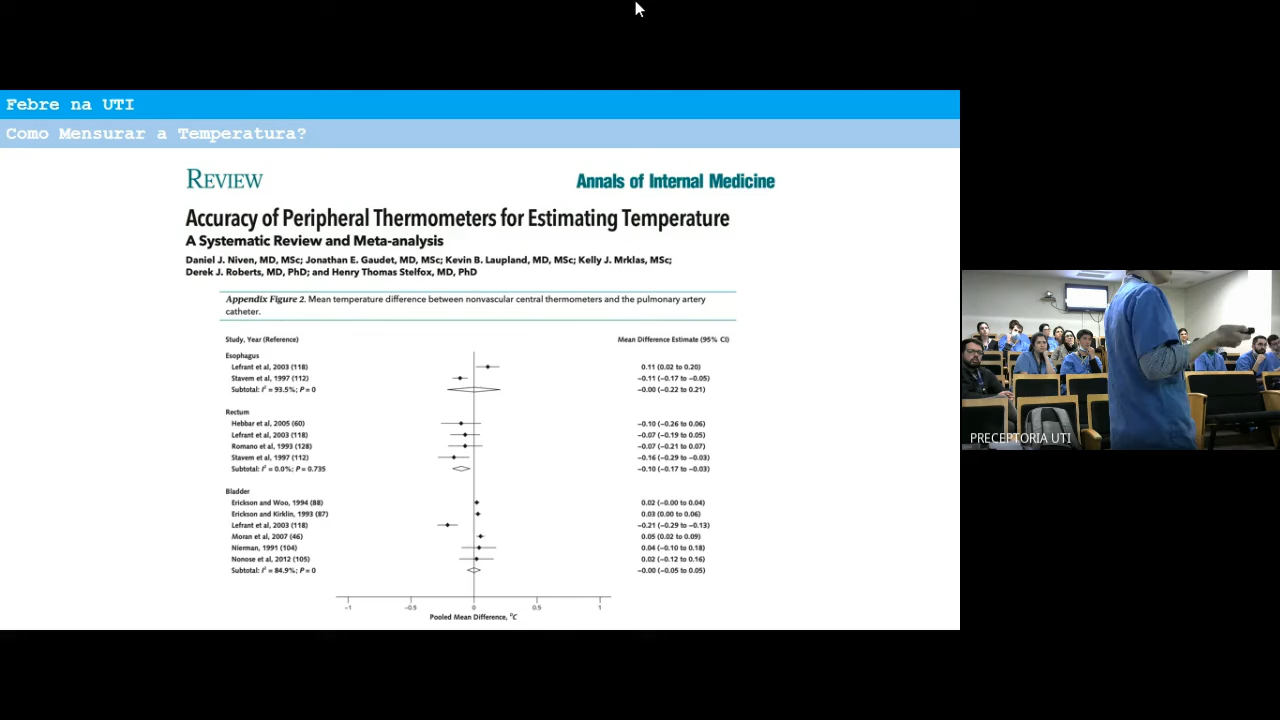 Febre na UTI
Como Mensurar a Temperatura?
REVIEW
Annals of Internal Medicine
Accuracy of Peripheral Thermometers for Estimating Temperature
A Systematic Review and Meta-analysis
Daniel J. Niven, MD, MSc; Jonathan E. Gaudet, MD, MSc; Kevin B. Laupland, MD, MSc; Kelly J. Mrklas, MSc;
Derek J. Roberts, MD, PhD; and Henry Thomas Stelfox, MD, PhD
Appendix Figure 2. Mean temperature difference between nonvascular central thermometers and the pulmonary artery
catheter.
Study, Year (Reference) Mean Difference Estimate (95% CI)
Esophagus
Lefrant et al, 2003 (118) 0.11 (0.02 to 0.20)
Stavem et al, 1997 (112) −0.11 (−0.17 to −0.05)
Subtotal: I² = 93.5%; P = 0 −0.00 (−0.22 to 0.21)
Rectum
Hebbar et al, 2005 (60) −0.10 (−0.26 to 0.06)
Lefrant et al, 2003 (118) −0.07 (−0.19 to 0.05)
Romano et al, 1993 (128) −0.07 (−0.21 to 0.07)
Stavem et al, 1997 (112) −0.16 (−0.29 to −0.03)
Subtotal: I² = 0.0%; P = 0.735 −0.10 (−0.17 to −0.03)
Bladder
Erickson and Woo, 1994 (88) 0.02 (−0.00 to 0.04)
Erickson and Kirklin, 1993 (87) 0.03 (0.00 to 0.06)
Lefrant et al, 2003 (118) −0.21 (−0.29 to −0.13)
Moran et al, 2007 (46) 0.05 (0.02 to 0.09)
Nierman, 1991 (104) 0.04 (−0.10 to 0.18)
Nonose et al, 2012 (105) 0.02 (−0.12 to 0.16)
Subtotal: I² = 84.9%; P = 0 −0.00 (−0.05 to 0.05)
−1 −0.5 0 0.5 1
Pooled Mean Difference, °C
PRECEPTORIA UTI